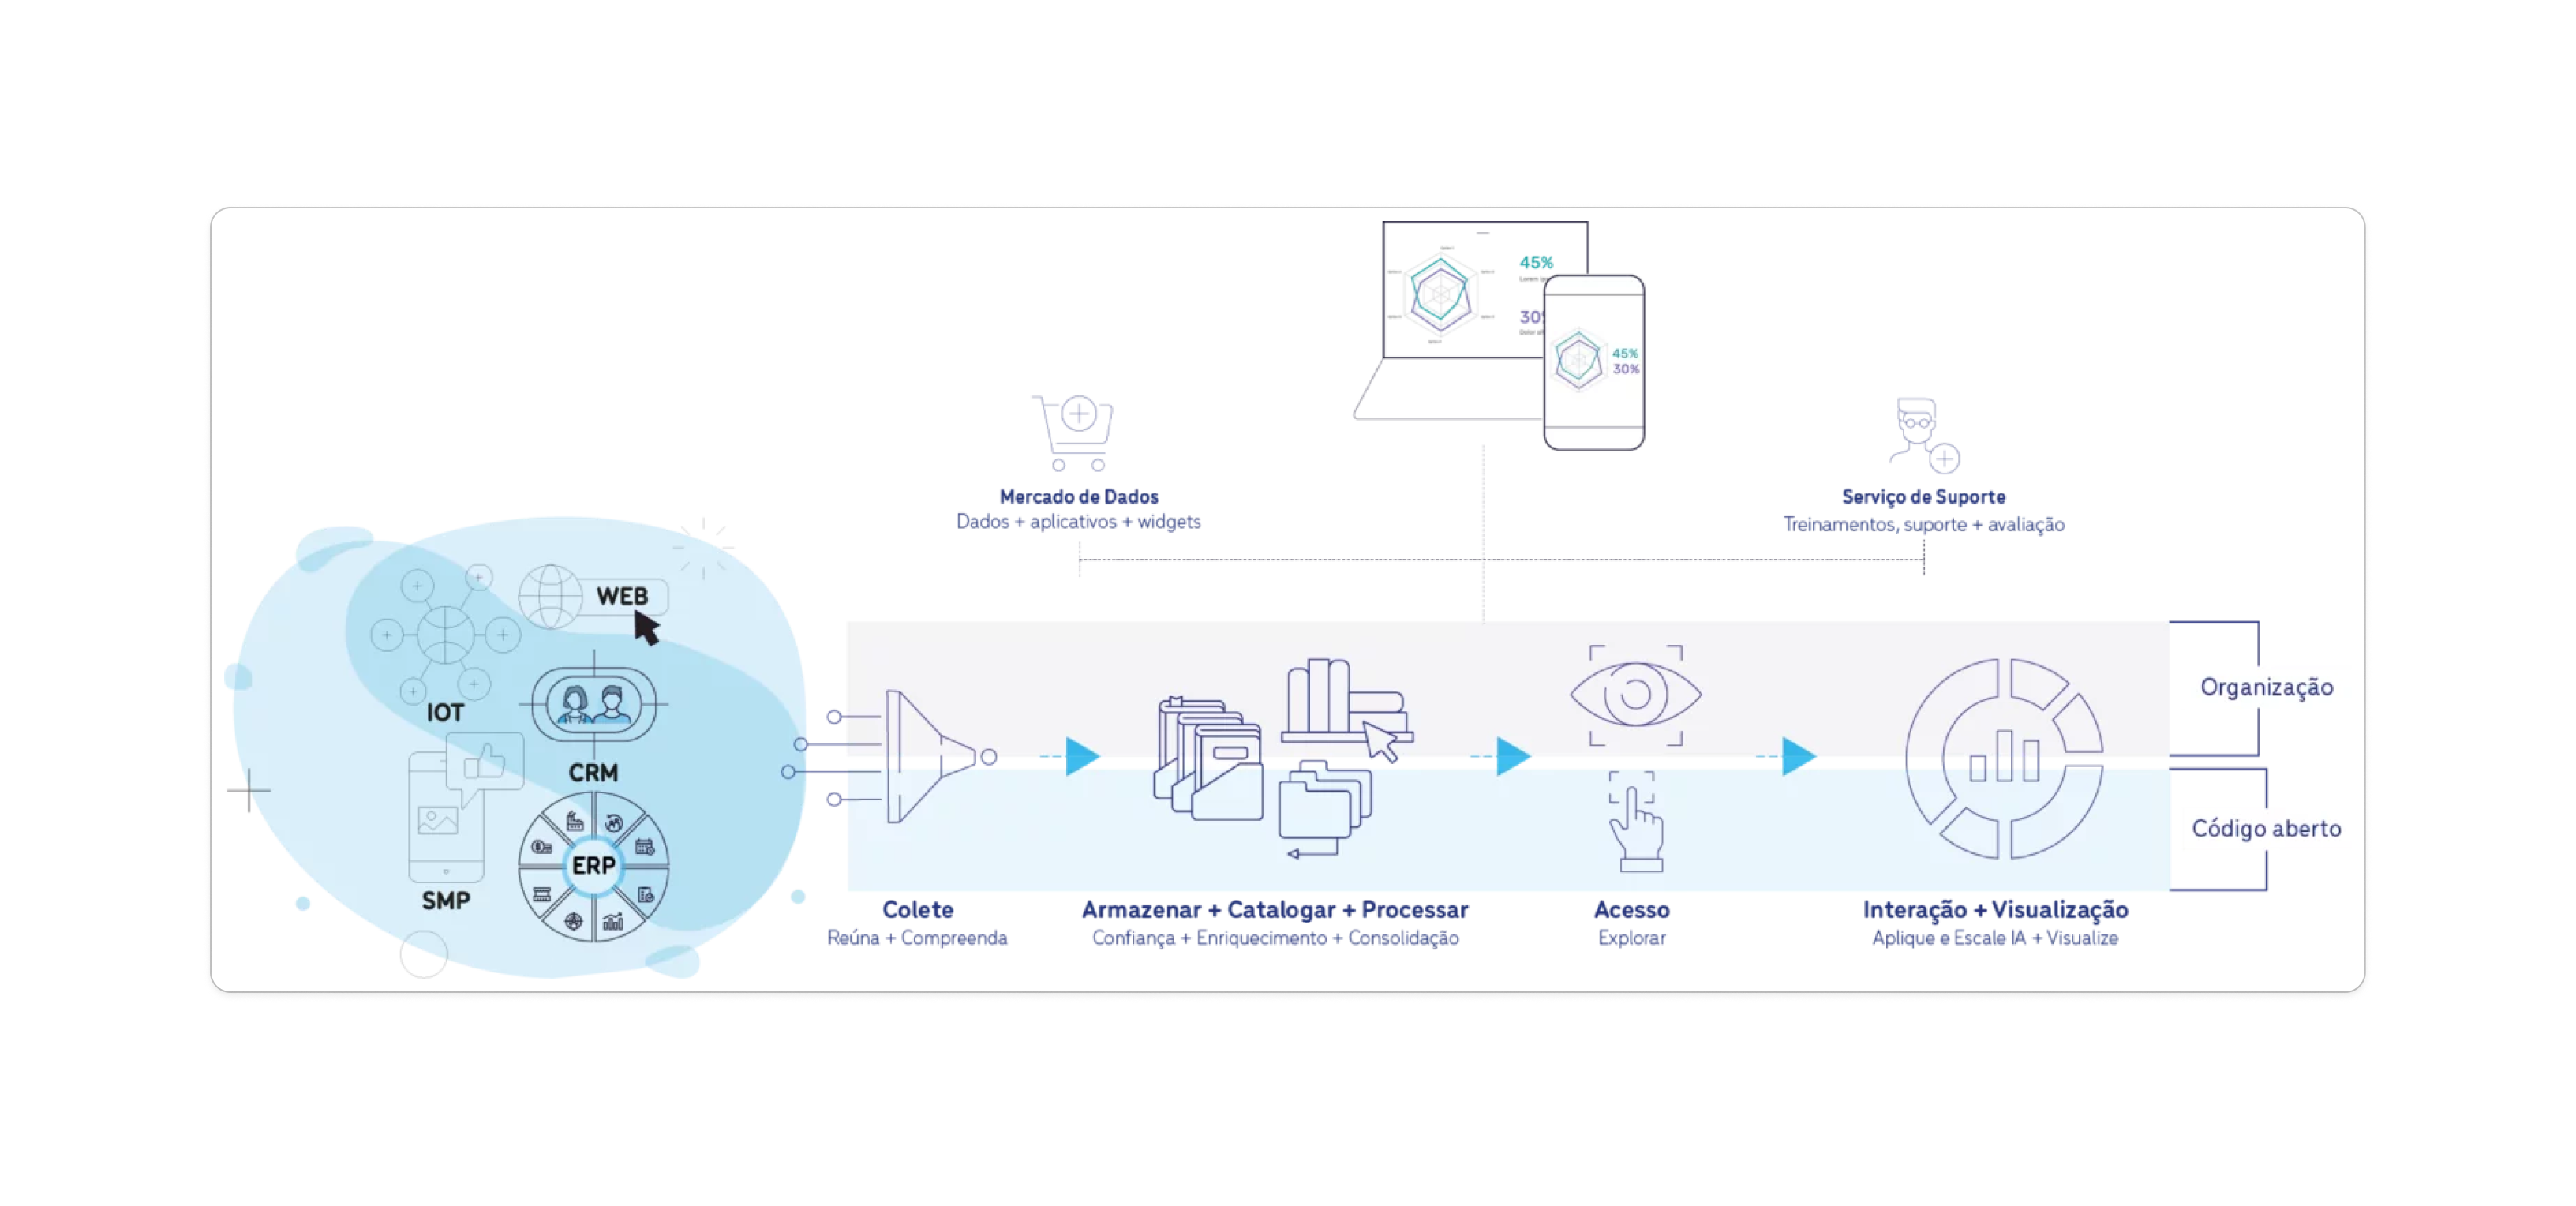 45%
30%
45%
30%
Mercado de Dados
Dados + aplicativos + widgets
Serviço de Suporte
Treinamentos, suporte + avaliação
WEB
IOT
CRM
SMP
ERP
Organização
Código aberto
Colete
Reúna + Compreenda
Armazenar + Catalogar + Processar
Confiança + Enriquecimento + Consolidação
Acesso
Explorar
Interação + Visualização
Aplique e Escale IA + Visualize